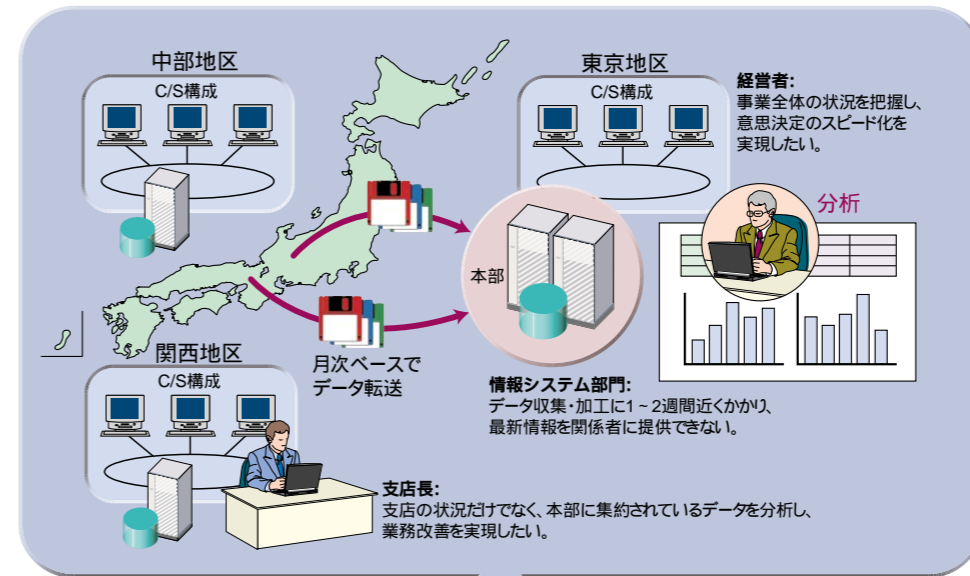 中部地区
C/S構成
東京地区
C/S構成
経営者:
事業全体の状況を把握し、
意思決定のスピード化を
実現したい。
分析
本部
関西地区
C/S構成
月次ベースで
データ転送
情報システム部門:
データ収集・加工に1~2週間近くかかり、
最新情報を関係者に提供できない。
支店長:
支店の状況だけでなく、本部に集約されているデータを分析し、
業務改善を実現したい。